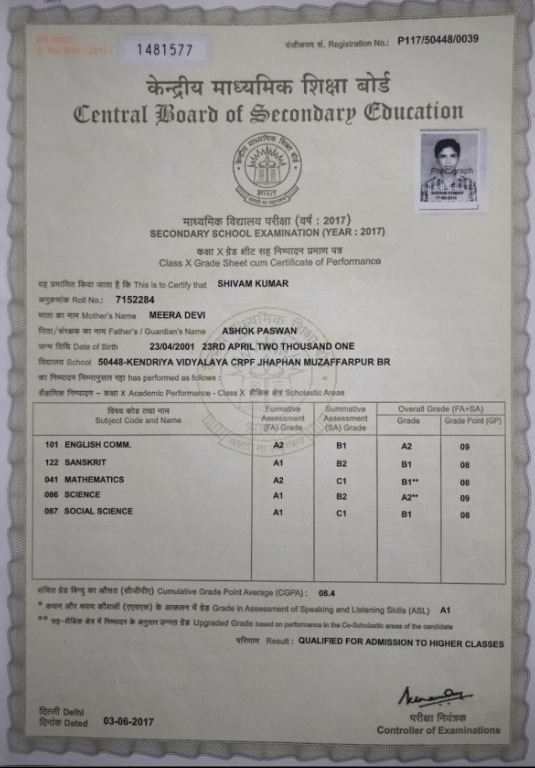 1481577
पंजीकरण सं. Registration No.: P117/50448/0039
केन्द्रीय माध्यमिक शिक्षा बोर्ड
Central Board of Secondary Education
केन्द्रीय माध्यमिक शिक्षा बोर्ड
भारत
Photograph
SHIVAM KUMAR
माध्यमिक विद्यालय परीक्षा (वर्ष : 2017)
SECONDARY SCHOOL EXAMINATION (YEAR : 2017)
कक्षा X ग्रेड शीट सह निष्पादन प्रमाण पत्र
Class X Grade Sheet cum Certificate of Performance
यह प्रमाणित किया जाता है कि This is to Certify that SHIVAM KUMAR
अनुक्रमांक Roll No.: 7152284
माता का नाम Mother's Name MEERA DEVI
पिता/संरक्षक का नाम Father's / Guardian's Name ASHOK PASWAN
जन्म तिथि Date of Birth 23/04/2001 23RD APRIL TWO THOUSAND ONE
विद्यालय School 50448-KENDRIYA VIDYALAYA CRPF JHAPHAN MUZAFFARPUR BR
का निष्पादन निम्नानुसार रहा has performed as follows :
शैक्षणिक निष्पादन – कक्षा X Academic Performance - Class X शैक्षिक क्षेत्र Scholastic Areas
विषय कोड तथा नाम Formative Summative Overall Grade (FA+SA)
Subject Code and Name Assessment Assessment Grade Grade Point (GP)
(FA) Grade (SA) Grade
101 ENGLISH COMM. A2 B1 A2 09
122 SANSKRIT A1 B2 B1 08
041 MATHEMATICS A2 C1 B1** 08
086 SCIENCE A1 B2 A2** 09
087 SOCIAL SCIENCE A1 C1 B1 08
संचित ग्रेड बिन्दु का औसत (सीजीपीए) Cumulative Grade Point Average (CGPA) : 08.4
* कथन और श्रवण कौशलों (एएसएल) के आकलन में ग्रेड Grade in Assessment of Speaking and Listening Skills (ASL) A1
** सह-शैक्षिक क्षेत्र में निष्पादन के अनुसार उन्नत ग्रेड Upgraded Grade based on performance in the Co-Scholastic areas of the candidate
परिणाम Result : QUALIFIED FOR ADMISSION TO HIGHER CLASSES
दिल्ली Delhi
दिनांक Dated 03-06-2017
परीक्षा नियंत्रक
Controller of Examinations